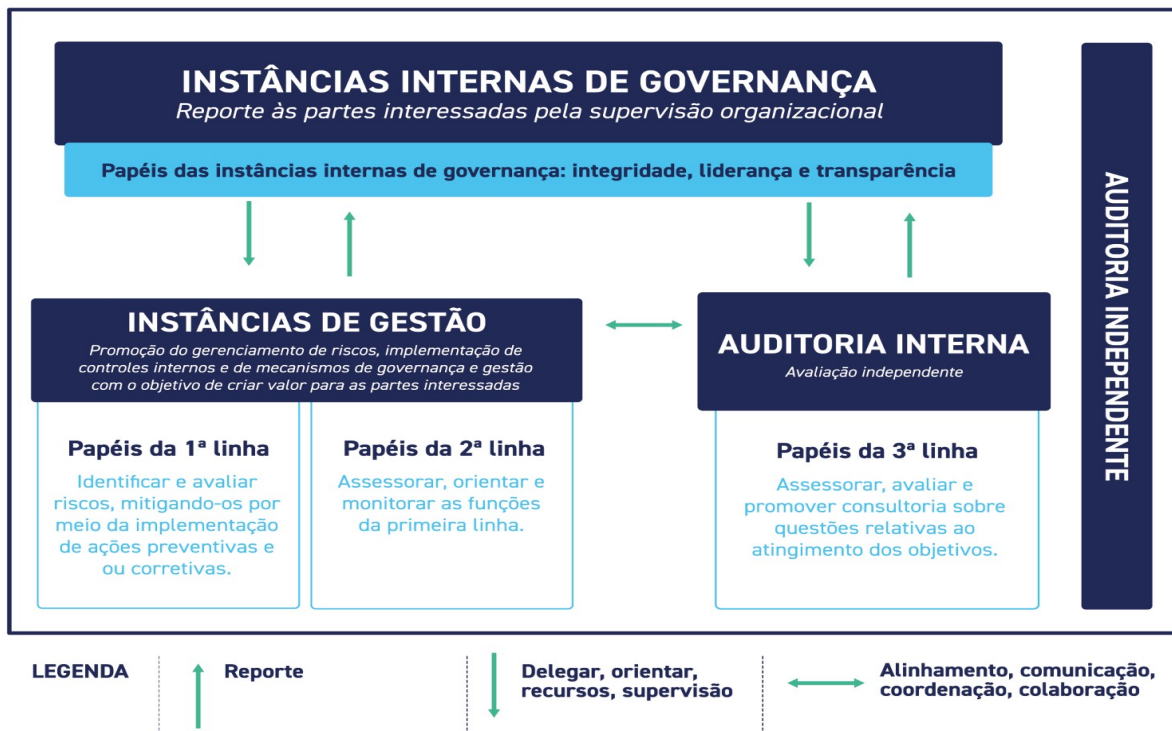 INSTÂNCIAS INTERNAS DE GOVERNANÇA
Reporte às partes interessadas pela supervisão organizacional
Papéis das instâncias internas de governança: integridade, liderança e transparência
INSTÂNCIAS DE GESTÃO
Promoção do gerenciamento de riscos, implementação de
controles internos e de mecanismos de governança e gestão
com o objetivo de criar valor para as partes interessadas
Papéis da 1ª linha
Identificar e avaliar
riscos, mitigando-os por
meio da implementação
de ações preventivas e
ou corretivas.
Papéis da 2ª linha
Assessorar, orientar e
monitorar as funções
da primeira linha.
AUDITORIA INTERNA
Avaliação independente
Papéis da 3ª linha
Assessorar, avaliar e
promover consultoria sobre
questões relativas ao
atingimento dos objetivos.
AUDITORIA INDEPENDENTE
LEGENDA
Reporte
Delegar, orientar,
recursos, supervisão
Alinhamento, comunicação,
coordenação, colaboração